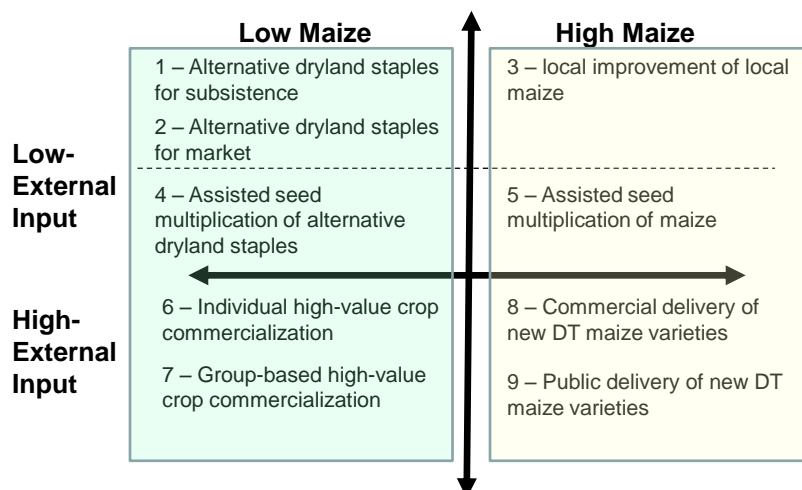 Low Maize
High Maize
1 – Alternative dryland staples
for subsistence
2 – Alternative dryland staples
for market
3 – local improvement of local
maize
Low-
External
Input
4 – Assisted seed
multiplication of alternative
dryland staples
5 – Assisted seed
multiplication of maize
High-
External
Input
6 – Individual high-value crop
commercialization
7 – Group-based high-value
crop commercialization
8 – Commercial delivery of
new DT maize varieties
9 – Public delivery of new DT
maize varieties